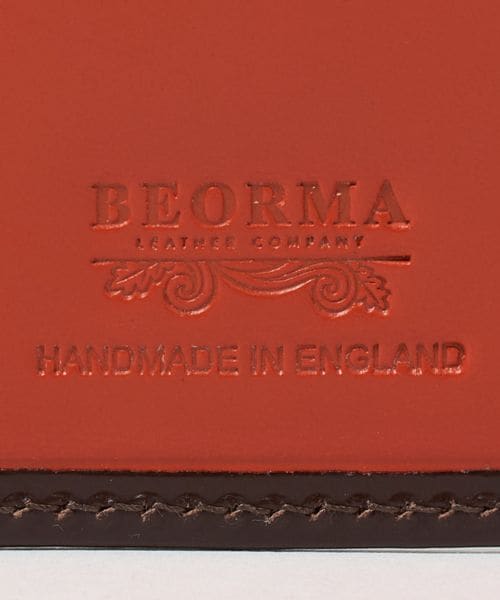 BEORMA
LEATHER COMPANY
HANDMADE IN ENGLAND